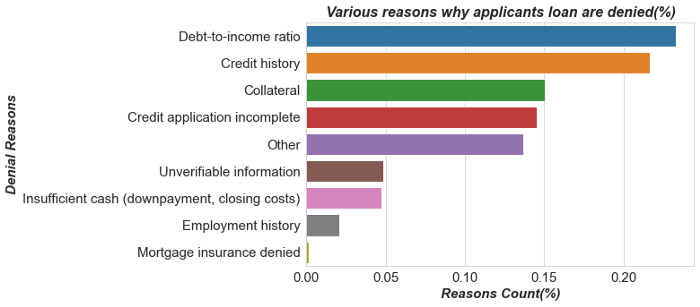 Various reasons why applicants loan are denied(%)
Denial Reasons
Debt-to-income ratio
Credit history
Collateral
Credit application incomplete
Other
Unverifiable information
Insufficient cash (downpayment, closing costs)
Employment history
Mortgage insurance denied
0.00 0.05 0.10 0.15 0.20
Reasons Count(%)